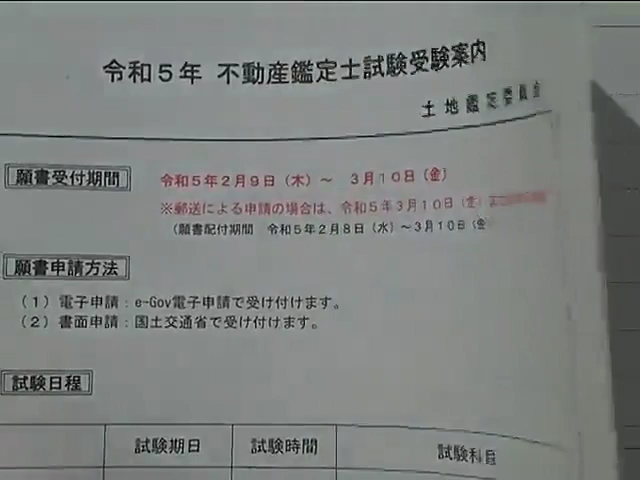 令和5年 不動産鑑定士試験受験案内
土地鑑定委員会
願書受付期間
令和5年2月9日（木）～ 3月10日（金）
※郵送による申請の場合は、令和5年3月10日（金）
（願書配付期間 令和5年2月8日（水）～3月10日（金
願書申請方法
（1）電子申請：e-Gov電子申請で受け付けます。
（2）書面申請：国土交通省で受け付けます。
試験日程
試験期日 試験時間 試験科目